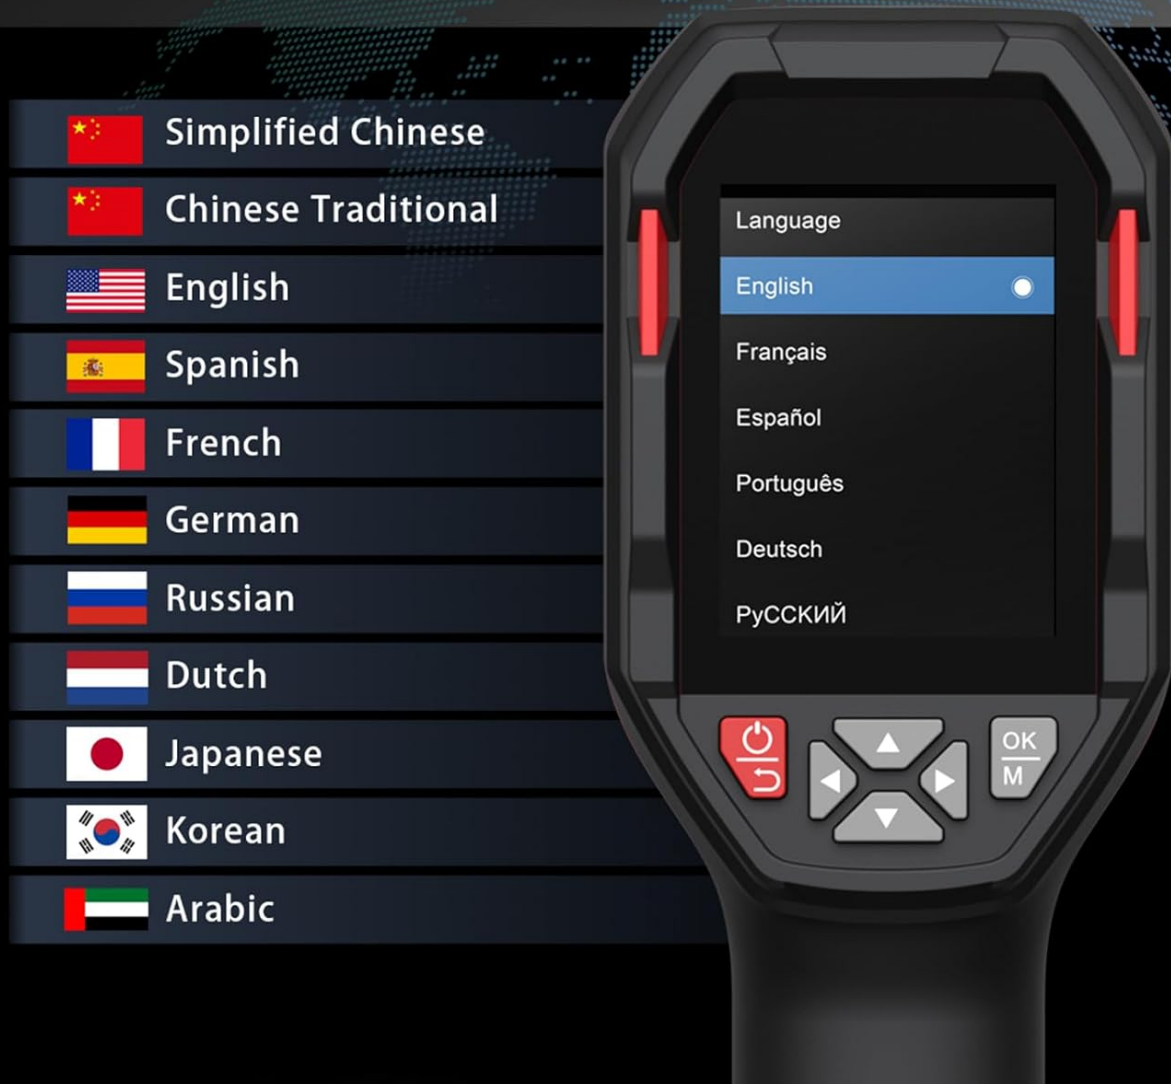 Simplified Chinese
Chinese Traditional
English
Spanish
French
German
Russian
Dutch
Japanese
Korean
Arabic
Language
English
Français
Español
Português
Deutsch
РуССКИЙ
OK
M